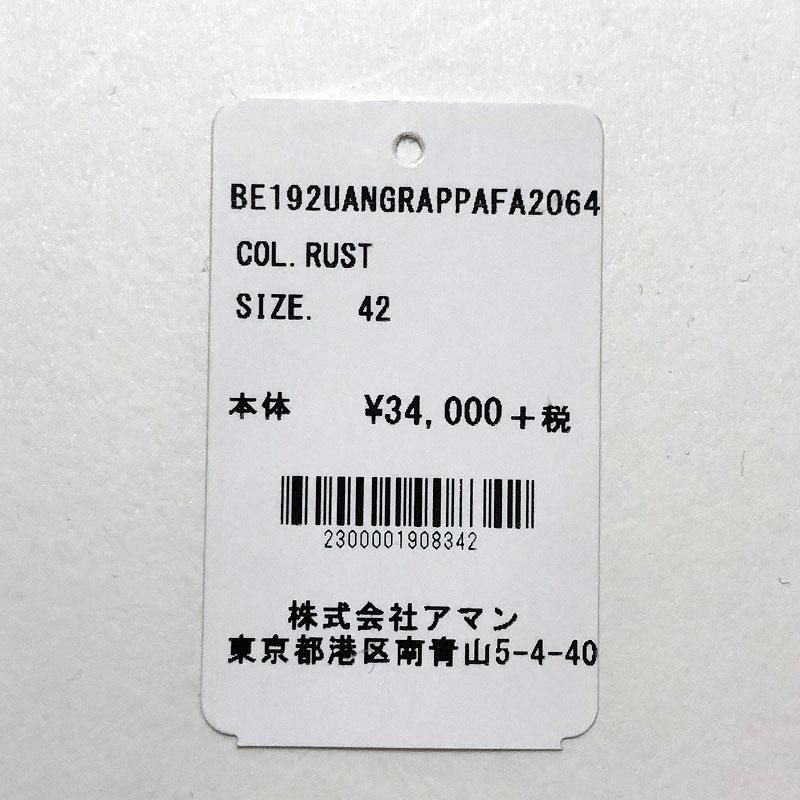 BE192UANGRAPPAFA2064
COL.RUST
SIZE. 42
本体 ¥34,000+税
2300001908342
株式会社アマン
東京都港区南青山5-4-40